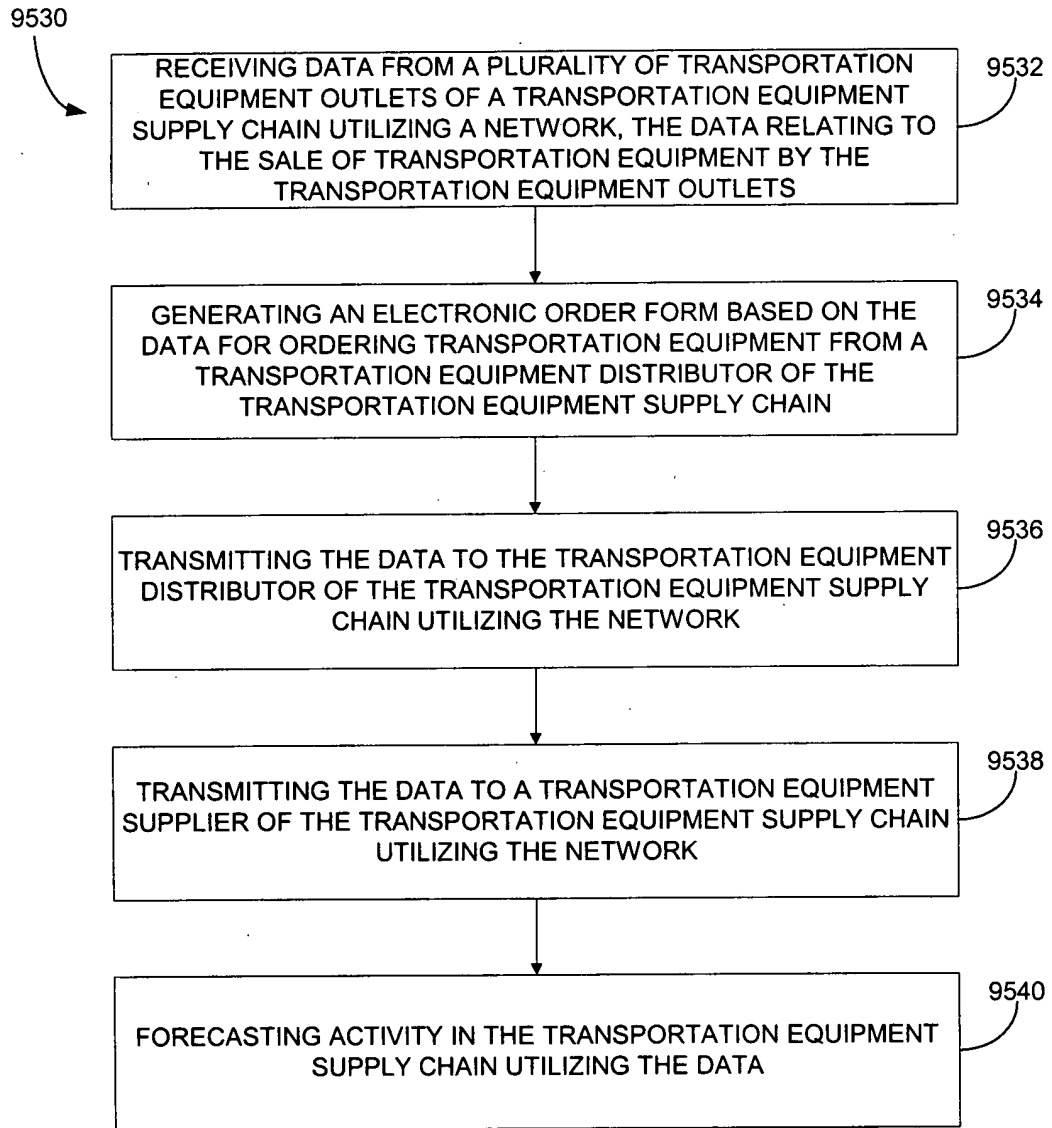 9530
RECEIVING DATA FROM A PLURALITY OF TRANSPORTATION
EQUIPMENT OUTLETS OF A TRANSPORTATION EQUIPMENT
SUPPLY CHAIN UTILIZING A NETWORK, THE DATA RELATING TO
THE SALE OF TRANSPORTATION EQUIPMENT BY THE
TRANSPORTATION EQUIPMENT OUTLETS
9532
GENERATING AN ELECTRONIC ORDER FORM BASED ON THE
DATA FOR ORDERING TRANSPORTATION EQUIPMENT FROM A
TRANSPORTATION EQUIPMENT DISTRIBUTOR OF THE
TRANSPORTATION EQUIPMENT SUPPLY CHAIN
9534
TRANSMITTING THE DATA TO THE TRANSPORTATION EQUIPMENT
DISTRIBUTOR OF THE TRANSPORTATION EQUIPMENT SUPPLY
CHAIN UTILIZING THE NETWORK
9536
TRANSMITTING THE DATA TO A TRANSPORTATION EQUIPMENT
SUPPLIER OF THE TRANSPORTATION EQUIPMENT SUPPLY CHAIN
UTILIZING THE NETWORK
9538
FORECASTING ACTIVITY IN THE TRANSPORTATION EQUIPMENT
SUPPLY CHAIN UTILIZING THE DATA
9540